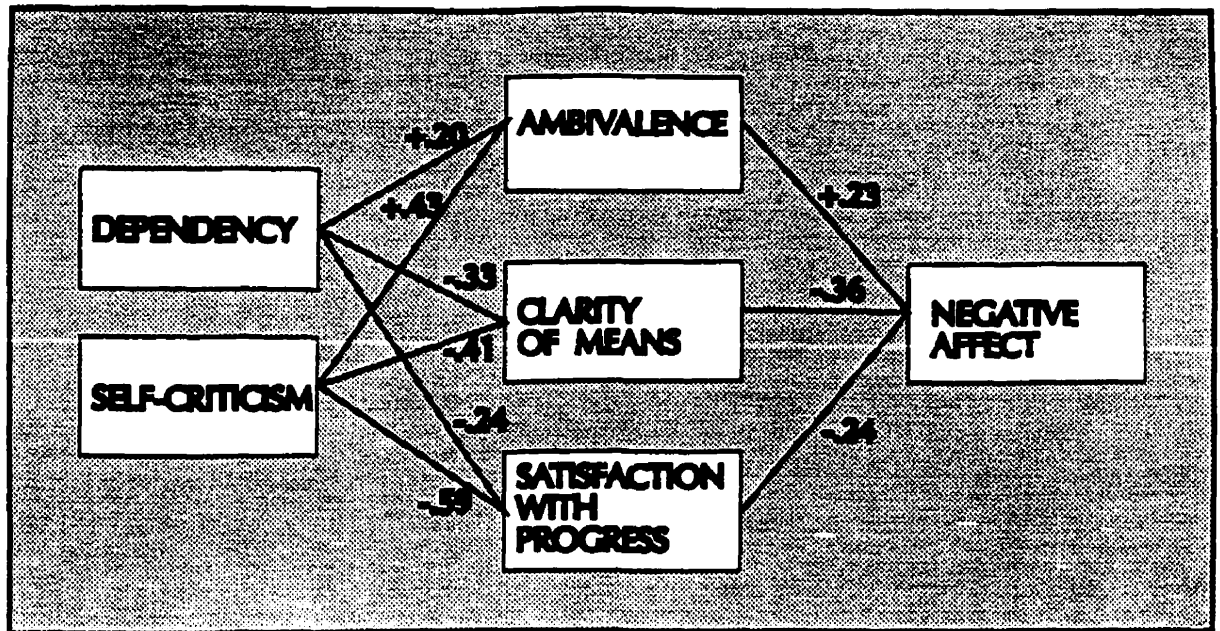 AMBIVALENCE
+.20
+.43
DEPENDENCY
+.23
-.33
CLARITY
OF MEANS
-.36
NEGATIVE
AFFECT
-.41
SELF-CRITICISM
-.24
-.24
SATISFACTION
WITH
PROGRESS
-.59